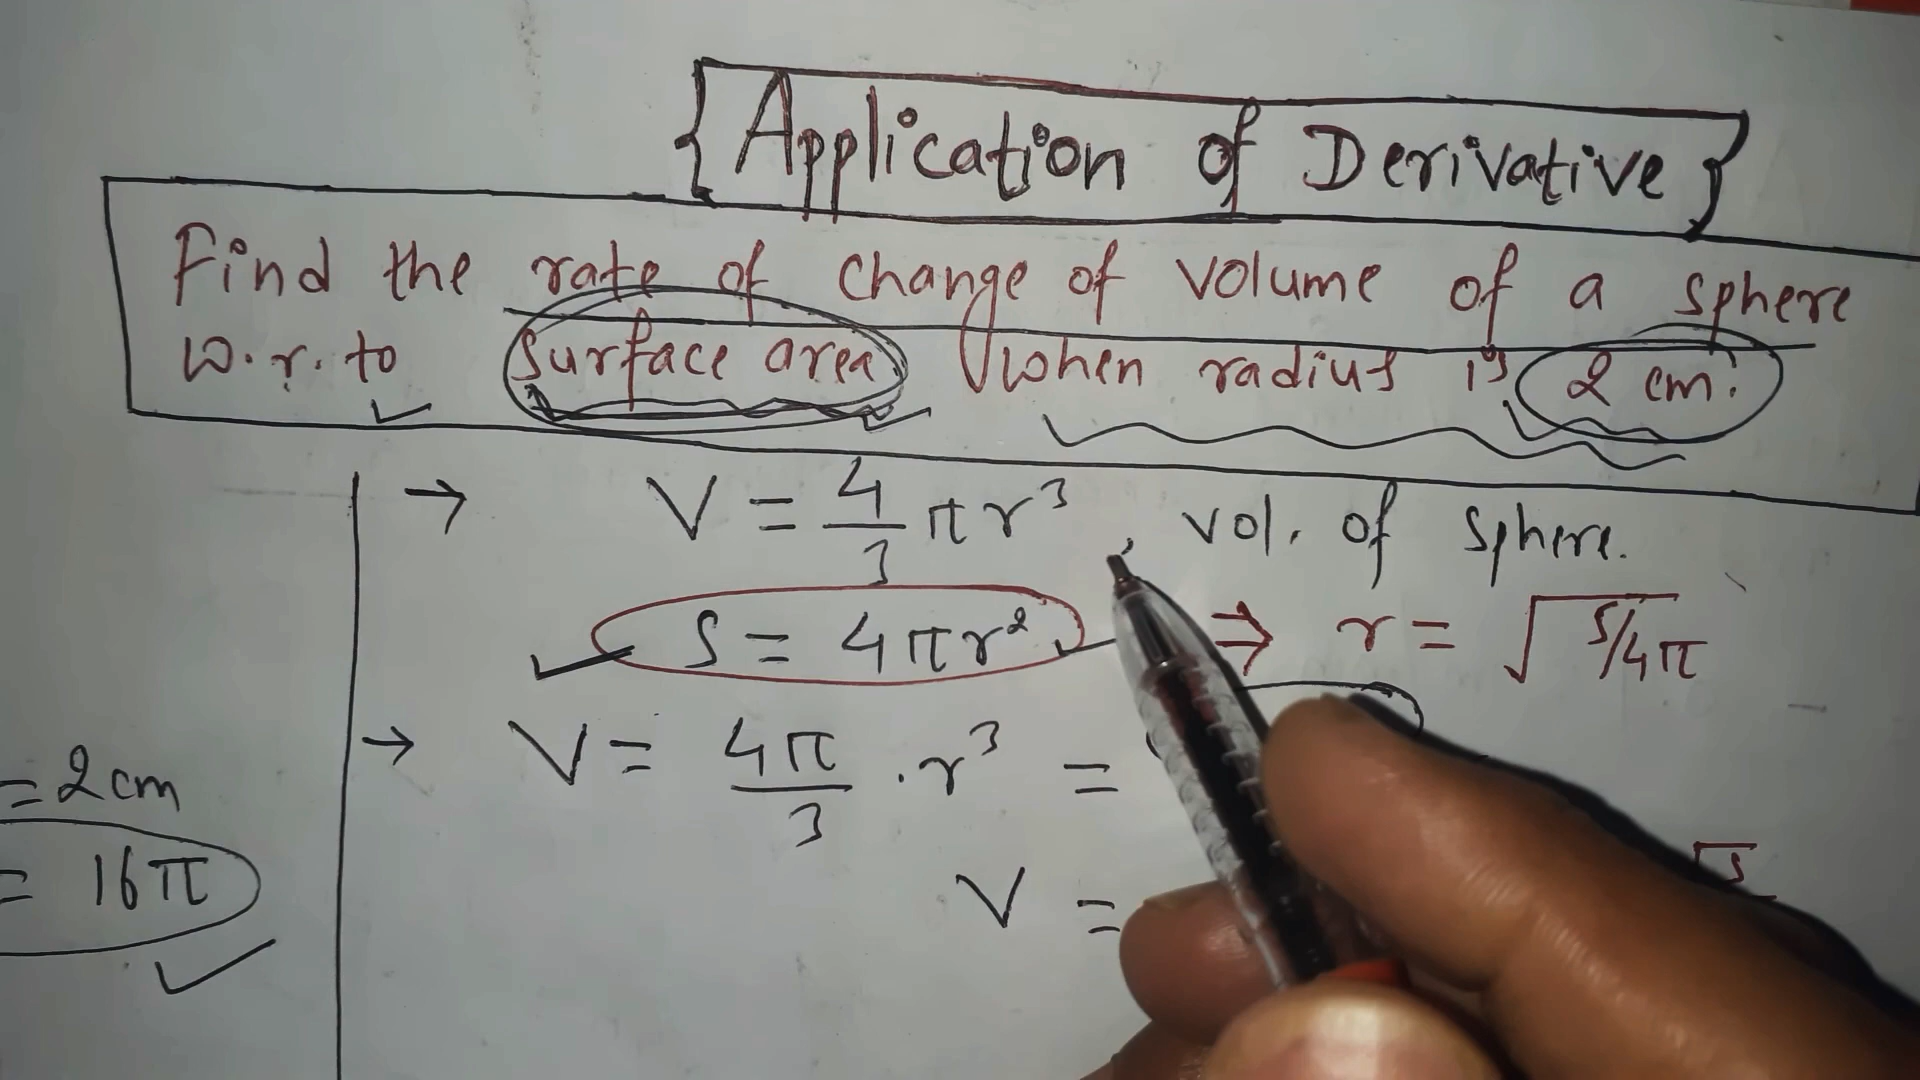 {Application of Derivative}
Find the rate of change of volume of a sphere
w.r.to surface area when radius is 2 cm.
→ V = 4/3 πr³ , vol. of sphere.
S = 4πr² ⇒ r = √S/4π
→ V = 4π/3 .r³ =
V = √S
= 2cm
= 16π